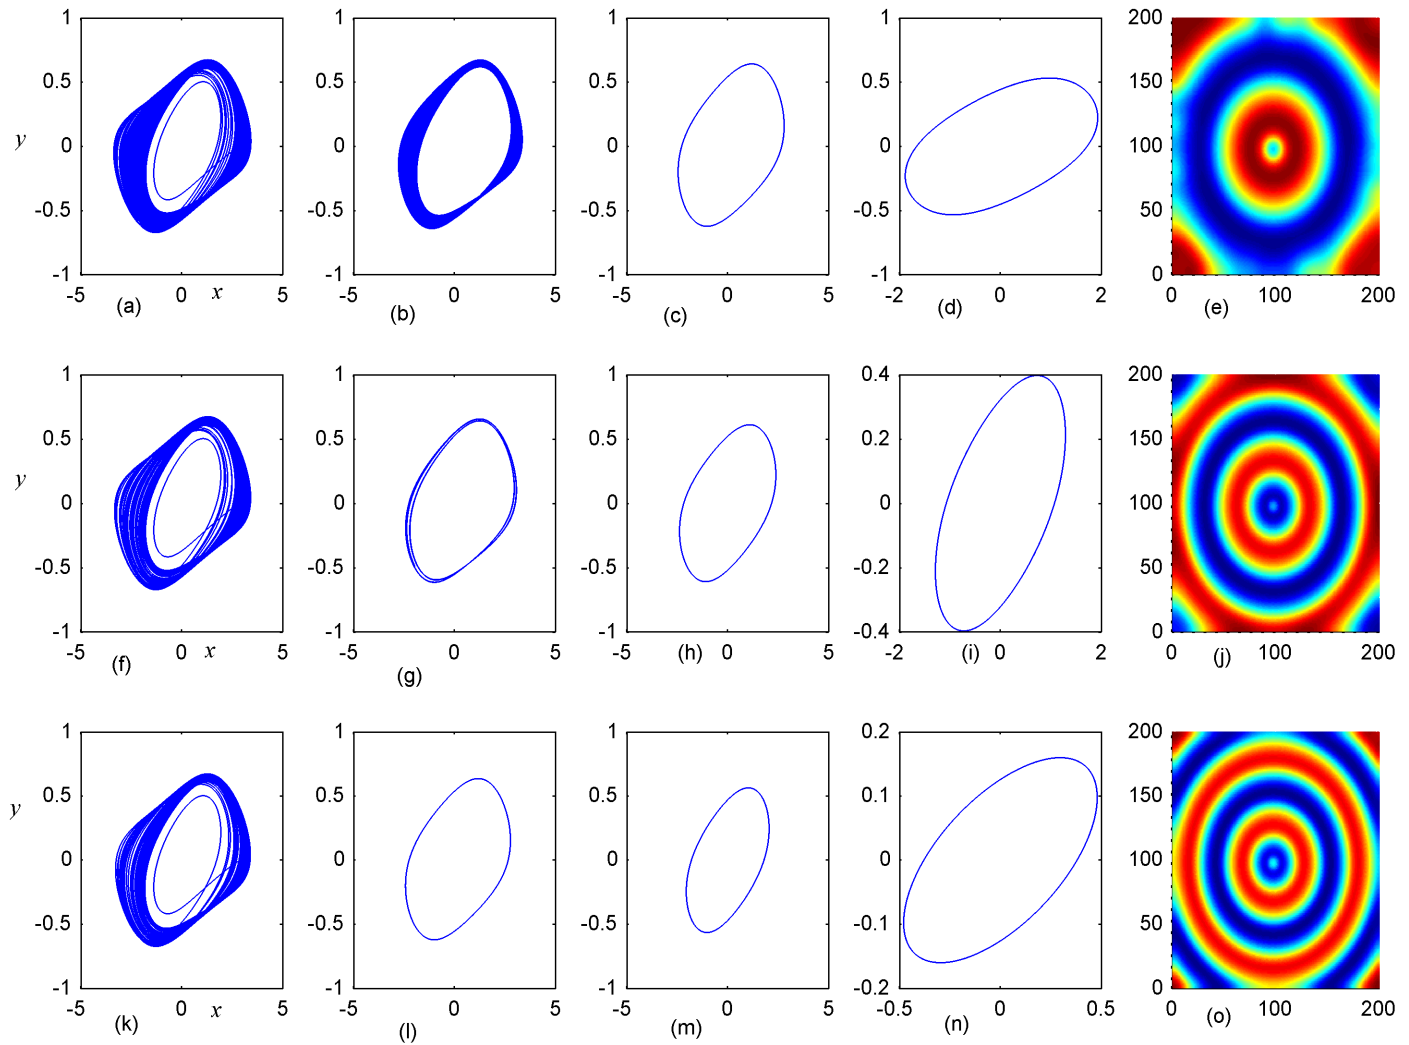 1 1 1 1 200
0.5 0.5 0.5 0.5 150
y 0 0 0 0 100
-0.5 -0.5 -0.5 -0.5 50
-1 -1 -1 -1 0
-5 0 x 5 -5 0 5 -5 0 5 -2 0 2 0 100 200
(a) (b) (c) (d) (e)
1 1 1 0.4 200
0.5 0.5 0.5 0.2 150
y 0 0 0 0 100
-0.5 -0.5 -0.5 -0.2 50
-1 -1 -1 -0.4 0
-5 0 x 5 -5 0 5 -5 0 5 -2 0 2 0 100 200
(f) (g) (h) (i) (j)
1 1 1 0.2 200
0.5 0.5 0.5 0.1 150
y 0 0 0 0 100
-0.5 -0.5 -0.5 -0.1 50
-1 -1 -1 -0.2 0
-5 0 x 5 -5 0 5 -5 0 5 -0.5 0 0.5 0 100 200
(k) (l) (m) (n) (o)